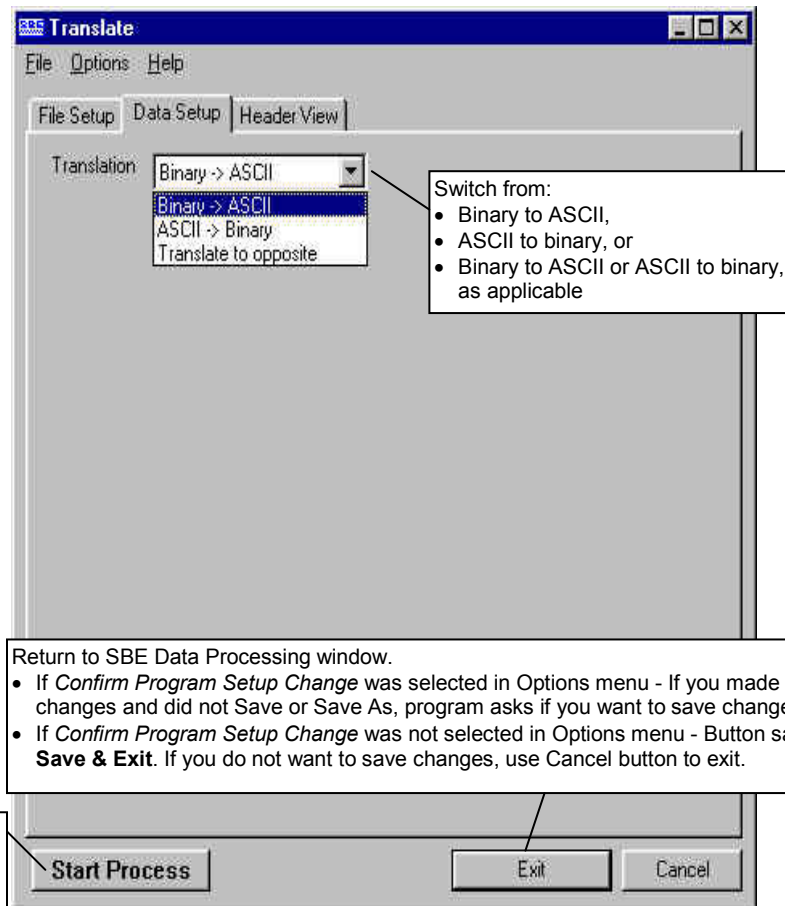 SBE Translate
File Options Help
File Setup Data Setup Header View
Translation Binary -> ASCII
Binary -> ASCII
ASCII -> Binary
Translate to opposite
Switch from:
• Binary to ASCII,
• ASCII to binary, or
• Binary to ASCII or ASCII to binary,
as applicable
Return to SBE Data Processing window.
• If Confirm Program Setup Change was selected in Options menu - If you made
changes and did not Save or Save As, program asks if you want to save change
• If Confirm Program Setup Change was not selected in Options menu - Button sa
Save & Exit. If you do not want to save changes, use Cancel button to exit.
Start Process Exit Cancel